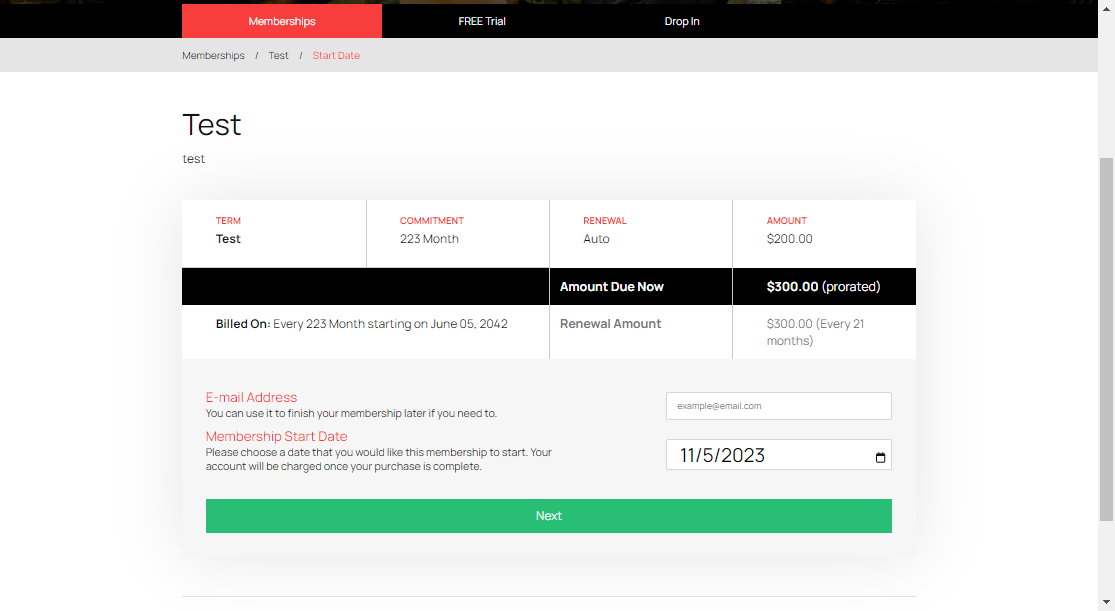 Memberships FREE Trial Drop In
Memberships / Test / Start Date
Test
test
TERM COMMITMENT RENEWAL AMOUNT
Test 223 Month Auto $200.00
Amount Due Now $300.00 (prorated)
Billed On: Every 223 Month starting on June 05, 2042 Renewal Amount $300.00 (Every 21
months)
E-mail Address
You can use it to finish your membership later if you need to.
example@email.com
Membership Start Date
Please choose a date that you would like this membership to start. Your
account will be charged once your purchase is complete.
11/5/2023
Next